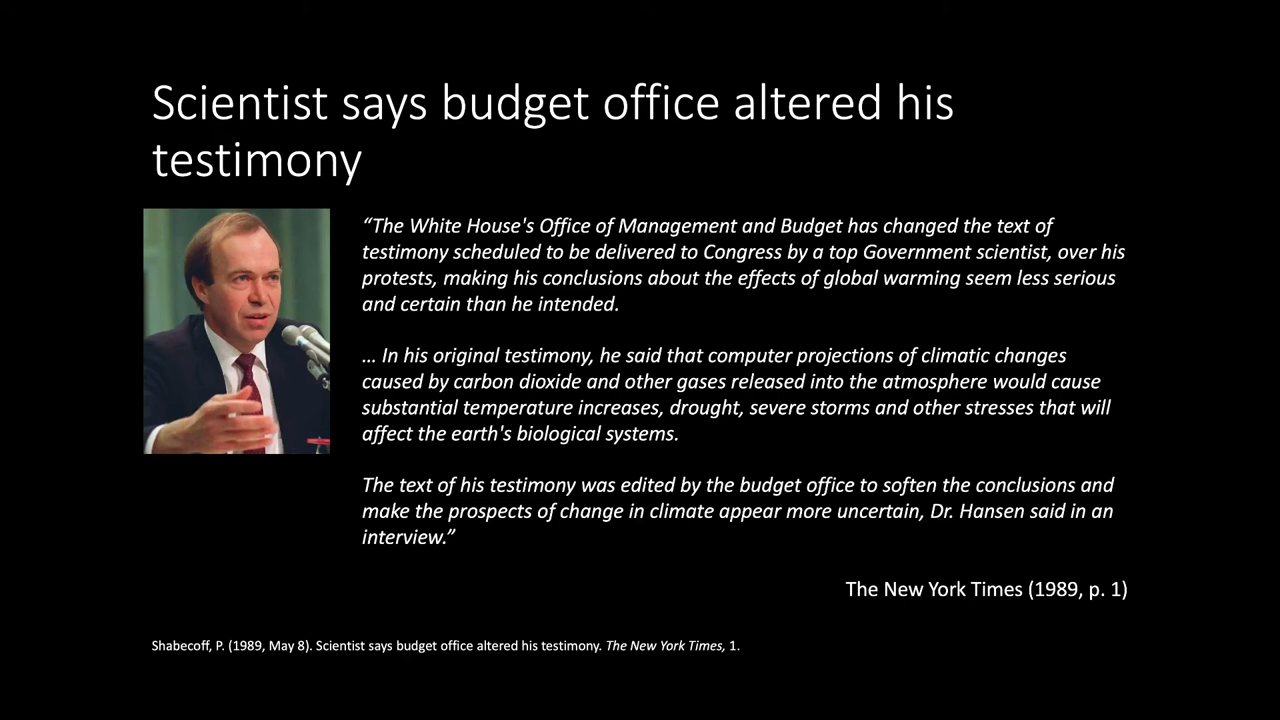 Scientist says budget office altered his
testimony
“The White House's Office of Management and Budget has changed the text of
testimony scheduled to be delivered to Congress by a top Government scientist, over his
protests, making his conclusions about the effects of global warming seem less serious
and certain than he intended.
… In his original testimony, he said that computer projections of climatic changes
caused by carbon dioxide and other gases released into the atmosphere would cause
substantial temperature increases, drought, severe storms and other stresses that will
affect the earth's biological systems.
The text of his testimony was edited by the budget office to soften the conclusions and
make the prospects of change in climate appear more uncertain, Dr. Hansen said in an
interview.”
The New York Times (1989, p. 1)
Shabecoff, P. (1989, May 8). Scientist says budget office altered his testimony. The New York Times, 1.